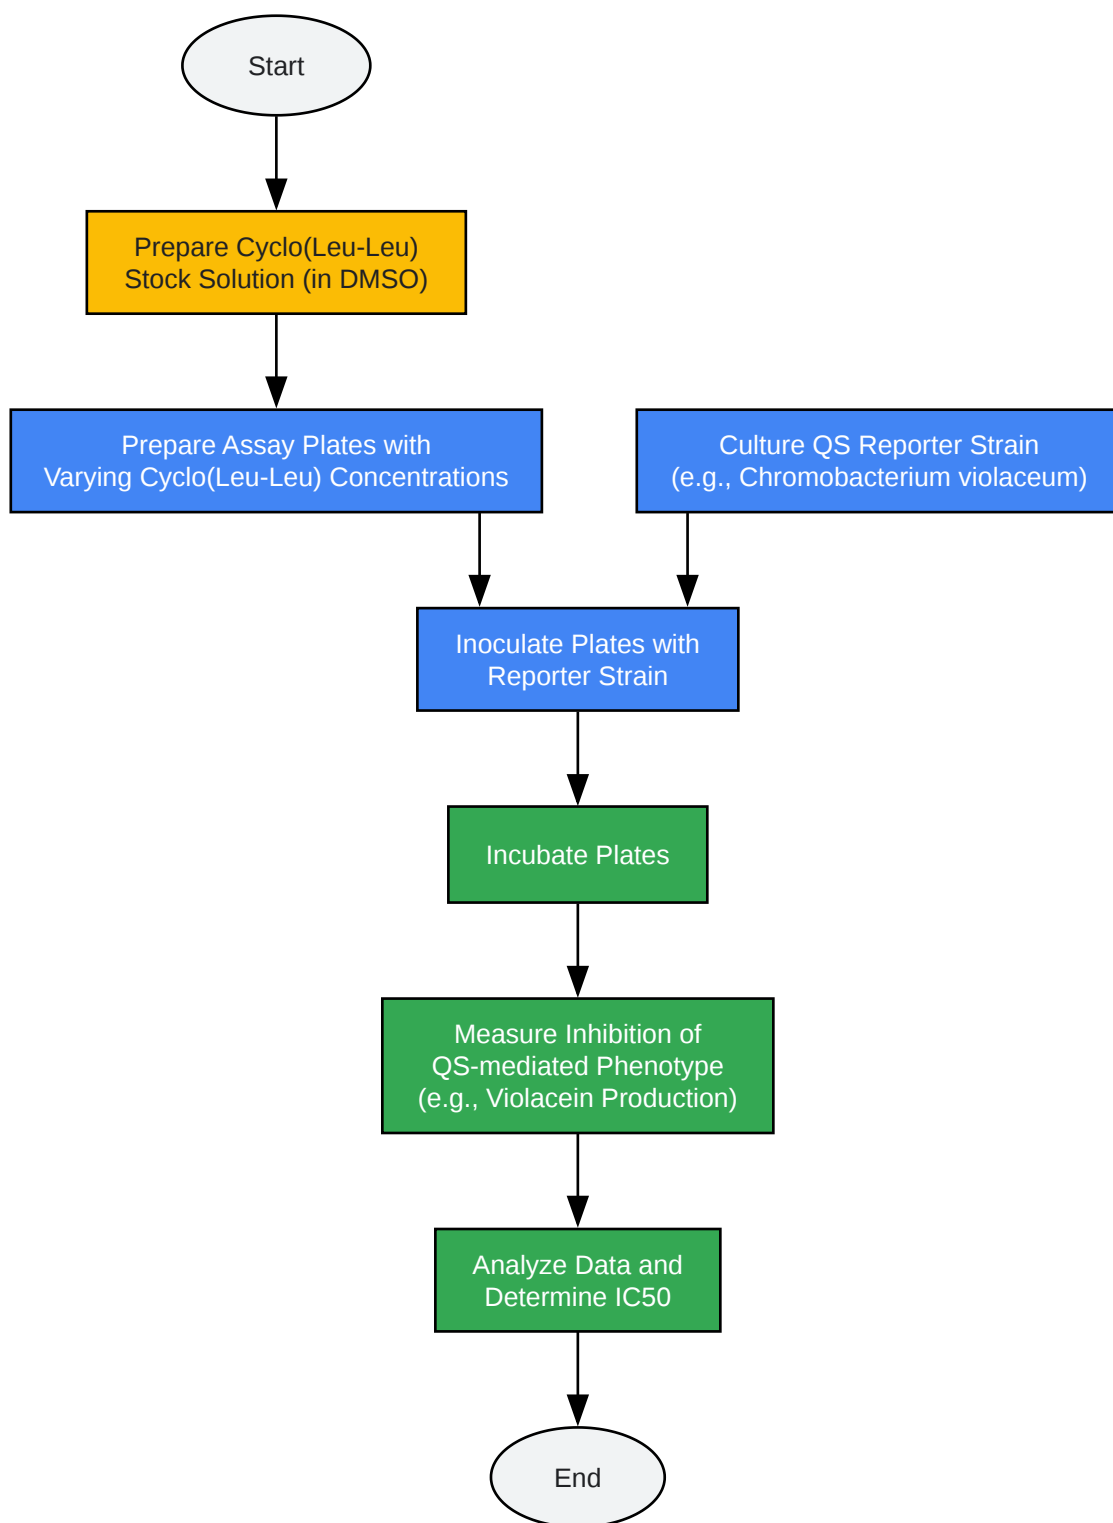 Start
Prepare Cyclo(Leu-Leu)
Stock Solution (in DMSO)
Prepare Assay Plates with
Varying Cyclo(Leu-Leu) Concentrations
Culture QS Reporter Strain
(e.g., Chromobacterium violaceum)
Inoculate Plates with
Reporter Strain
Incubate Plates
Measure Inhibition of
QS-mediated Phenotype
(e.g., Violacein Production)
Analyze Data and
Determine IC50
End